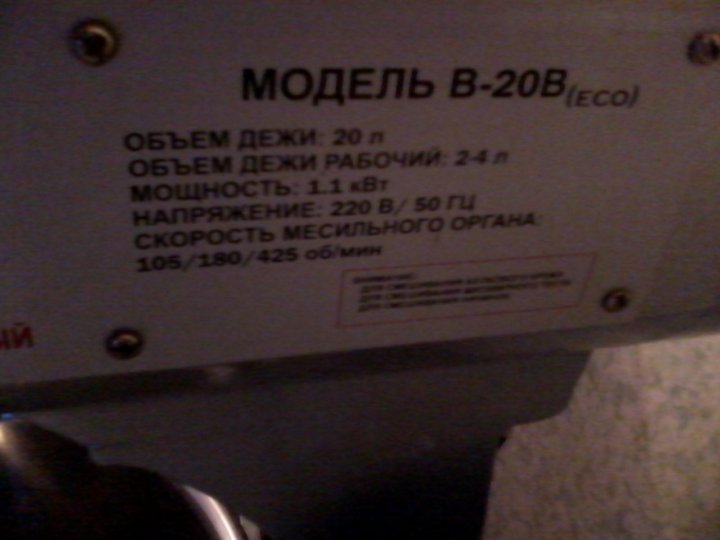 МОДЕЛЬ B-20B(ECO)
ОБЪЕМ ДЕЖИ: 20 л
ОБЪЕМ ДЕЖИ РАБОЧИЙ: 2-4 л
МОЩНОСТЬ: 1.1 кВт
НАПРЯЖЕНИЕ: 220 В/ 50 ГЦ
СКОРОСТЬ МЕСИЛЬНОГО ОРГАНА:
105/180/425 об/мин